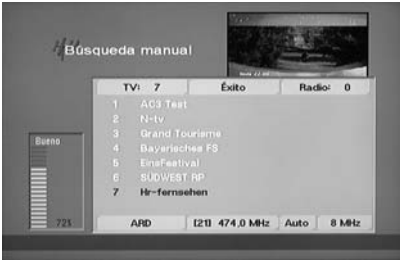 Búsqueda manual
TV: 7 Éxito Radio: 0
1 AC3 Test
2 N-tv
3 Grand Tourisme
4 Bayerisches FS
5 EinsFestival
6 SÜDWEST RP
7 Hr-fernsehen
Bueno
72%
ARD [21] 474,0 MHz Auto 8 MHz